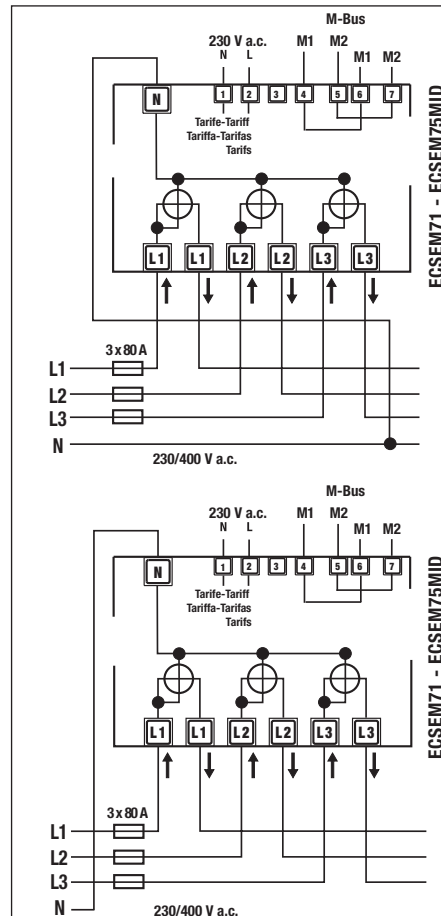 M-Bus
230 V a.c. M1 M2
N L M1 M2
N 1 2 3 4 5 6 7
Tarife-Tariff
Tariffa-Tarifas
Tarifs
L1 L1 L2 L2 L3 L3
ECSEM71 - ECSEM75MID
3 x 80 A
L1
L2
L3
N
230/400 V a.c.
M-Bus
230 V a.c. M1 M2
N L M1 M2
N 1 2 3 4 5 6 7
Tarife-Tariff
Tariffa-Tarifas
Tarifs
L1 L1 L2 L2 L3 L3
ECSEM71 - ECSEM75MID
3 x 80 A
L1
L2
L3
N
230/400 V a.c.